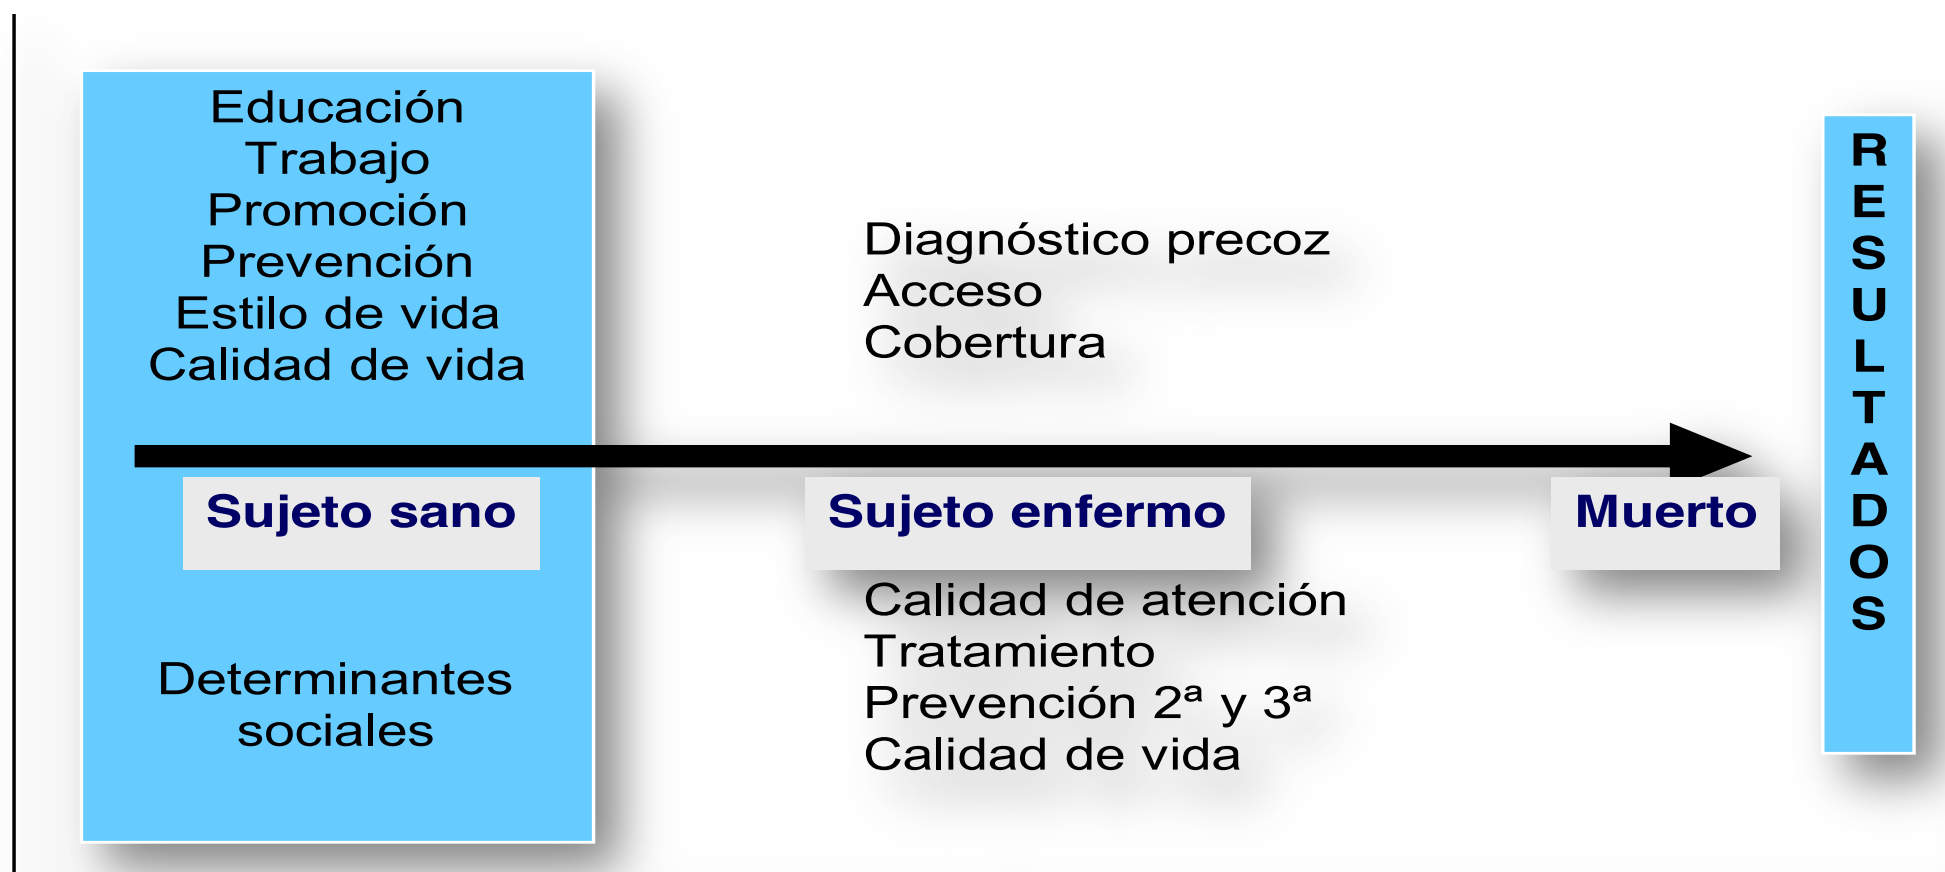 Educación
Trabajo
Promoción
Prevención
Estilo de vida
Calidad de vida
Sujeto sano
Determinantes
sociales
Diagnóstico precoz
Acceso
Cobertura
Sujeto enfermo
Calidad de atención
Tratamiento
Prevención 2ª y 3ª
Calidad de vida
Muerto
R
E
S
U
L
T
A
D
O
S